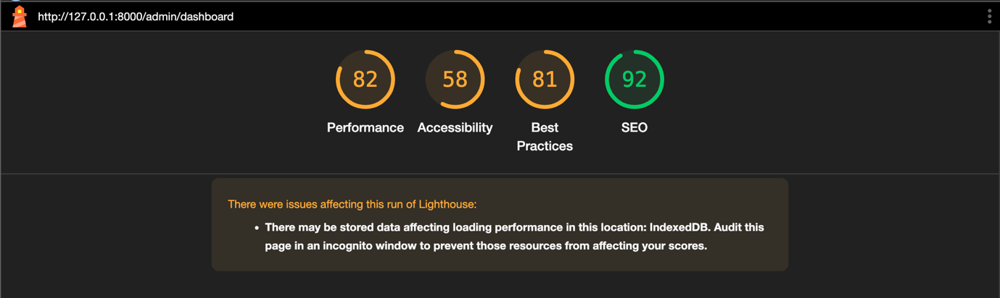 http://127.0.0.1:8000/admin/dashboard
82
58
81
92
Performance
Accessibility
Best
Practices
SEO
There were issues affecting this run of Lighthouse:
• There may be stored data affecting loading performance in this location: IndexedDB. Audit this
page in an incognito window to prevent those resources from affecting your scores.